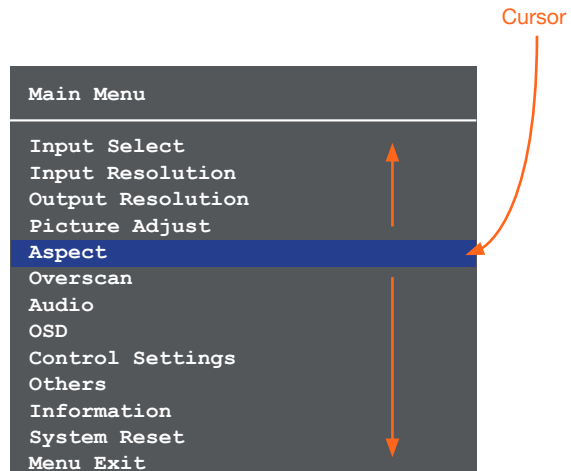 Cursor
Main Menu
Input Select
Input Resolution
Output Resolution
Picture Adjust
Aspect
Overscan
Audio
OSD
Control Settings
Others
Information
System Reset
Menu Exit